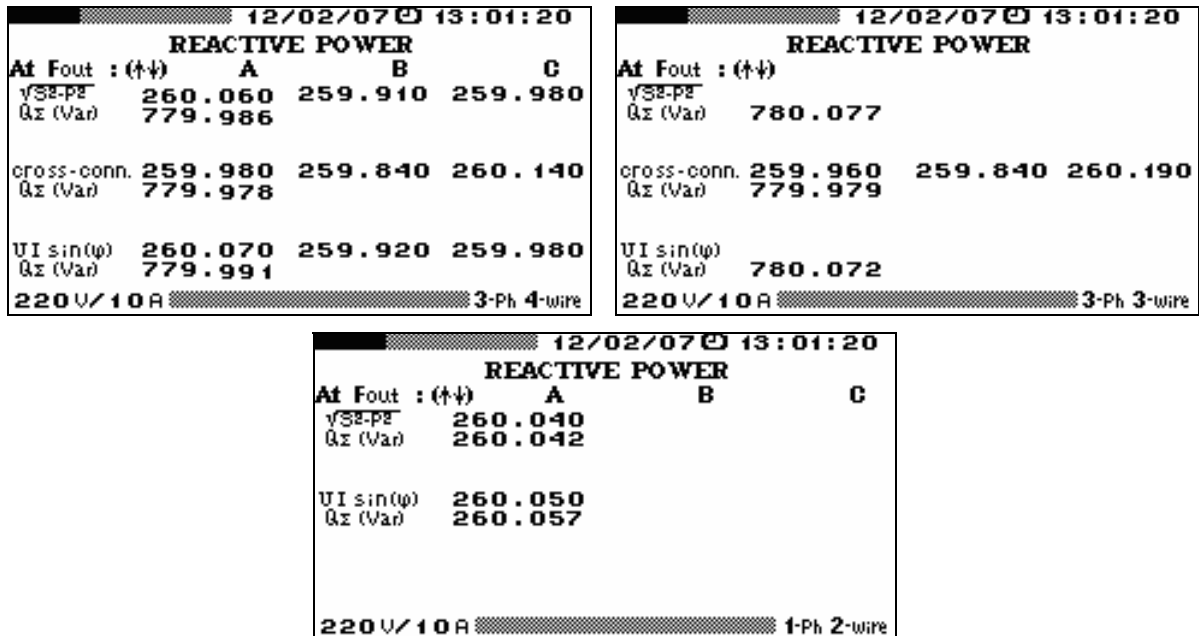 12/02/07 13:01:20
REACTIVE POWER
At Fout : (↑↓) A B C
√S²-P² 260.060 259.910 259.980
QΣ (Var) 779.986
cross-conn. 259.980 259.840 260.140
QΣ (Var) 779.978
UI sin(φ) 260.070 259.920 259.980
QΣ (Var) 779.991
220V/10A 3-Ph 4-wire
12/02/07 13:01:20
REACTIVE POWER
At Fout : (↑↓)
√S²-P²
QΣ (Var) 780.077
cross-conn. 259.960 259.840 260.190
QΣ (Var) 779.979
UI sin(φ)
QΣ (Var) 780.072
220V/10A 3-Ph 3-wire
12/02/07 13:01:20
REACTIVE POWER
At Fout : (↑↓) A B C
√S²-P² 260.040
QΣ (Var) 260.042
UI sin(φ) 260.050
QΣ (Var) 260.057
220V/10A 1-Ph 2-wire